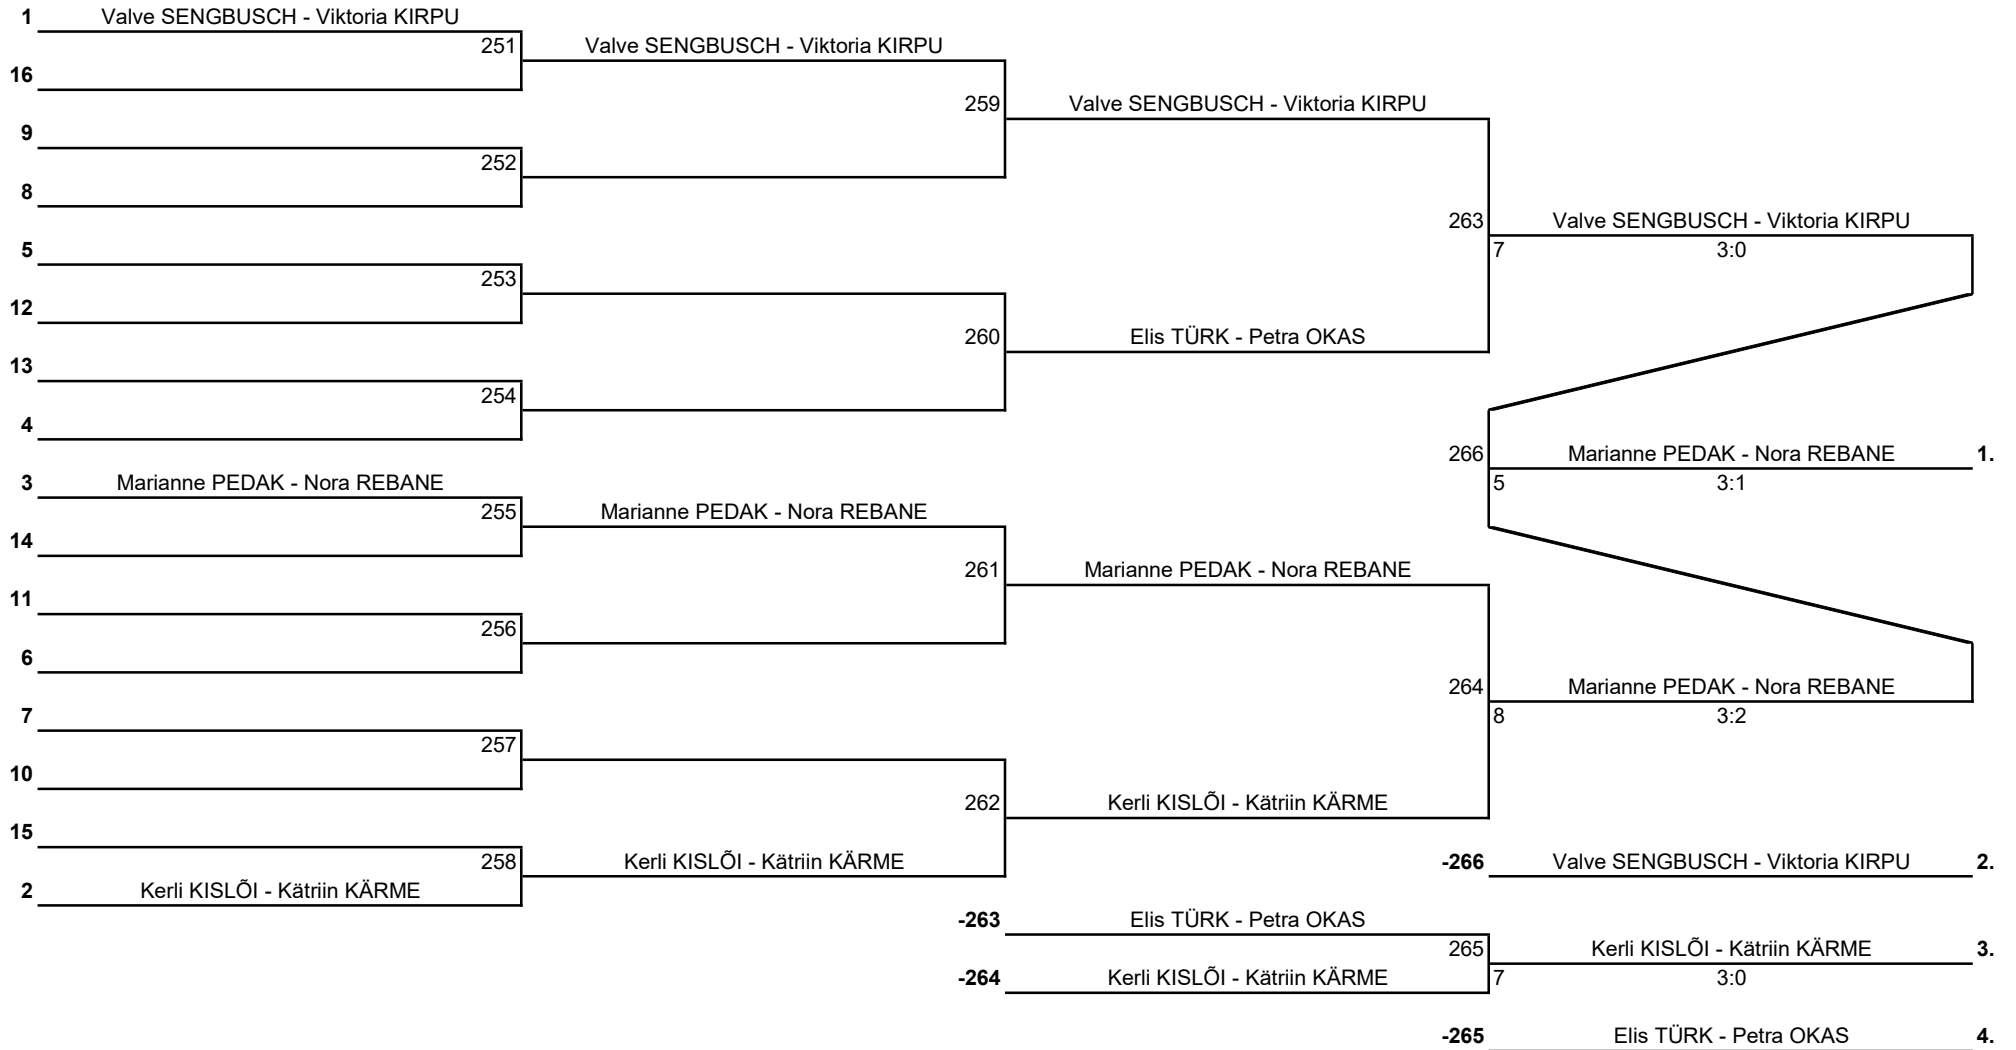 1 Valve SENGBUSCH - Viktoria KIRPU
251 Valve SENGBUSCH - Viktoria KIRPU
16
259 Valve SENGBUSCH - Viktoria KIRPU
9
252
8
263 Valve SENGBUSCH - Viktoria KIRPU
5
7 3:0
253
12
260 Elis TÜRK - Petra OKAS
13
254
4
266 Marianne PEDAK - Nora REBANE 1.
3 Marianne PEDAK - Nora REBANE
5 3:1
255 Marianne PEDAK - Nora REBANE
14
261 Marianne PEDAK - Nora REBANE
11
256
6
264 Marianne PEDAK - Nora REBANE
7
8 3:2
257
10
262 Kerli KISLÕI - Kätriin KÄRME
15
258 Kerli KISLÕI - Kätriin KÄRME
-266 Valve SENGBUSCH - Viktoria KIRPU 2.
2 Kerli KISLÕI - Kätriin KÄRME
-263 Elis TÜRK - Petra OKAS
265 Kerli KISLÕI - Kätriin KÄRME 3.
-264 Kerli KISLÕI - Kätriin KÄRME
7 3:0
-265 Elis TÜRK - Petra OKAS 4.